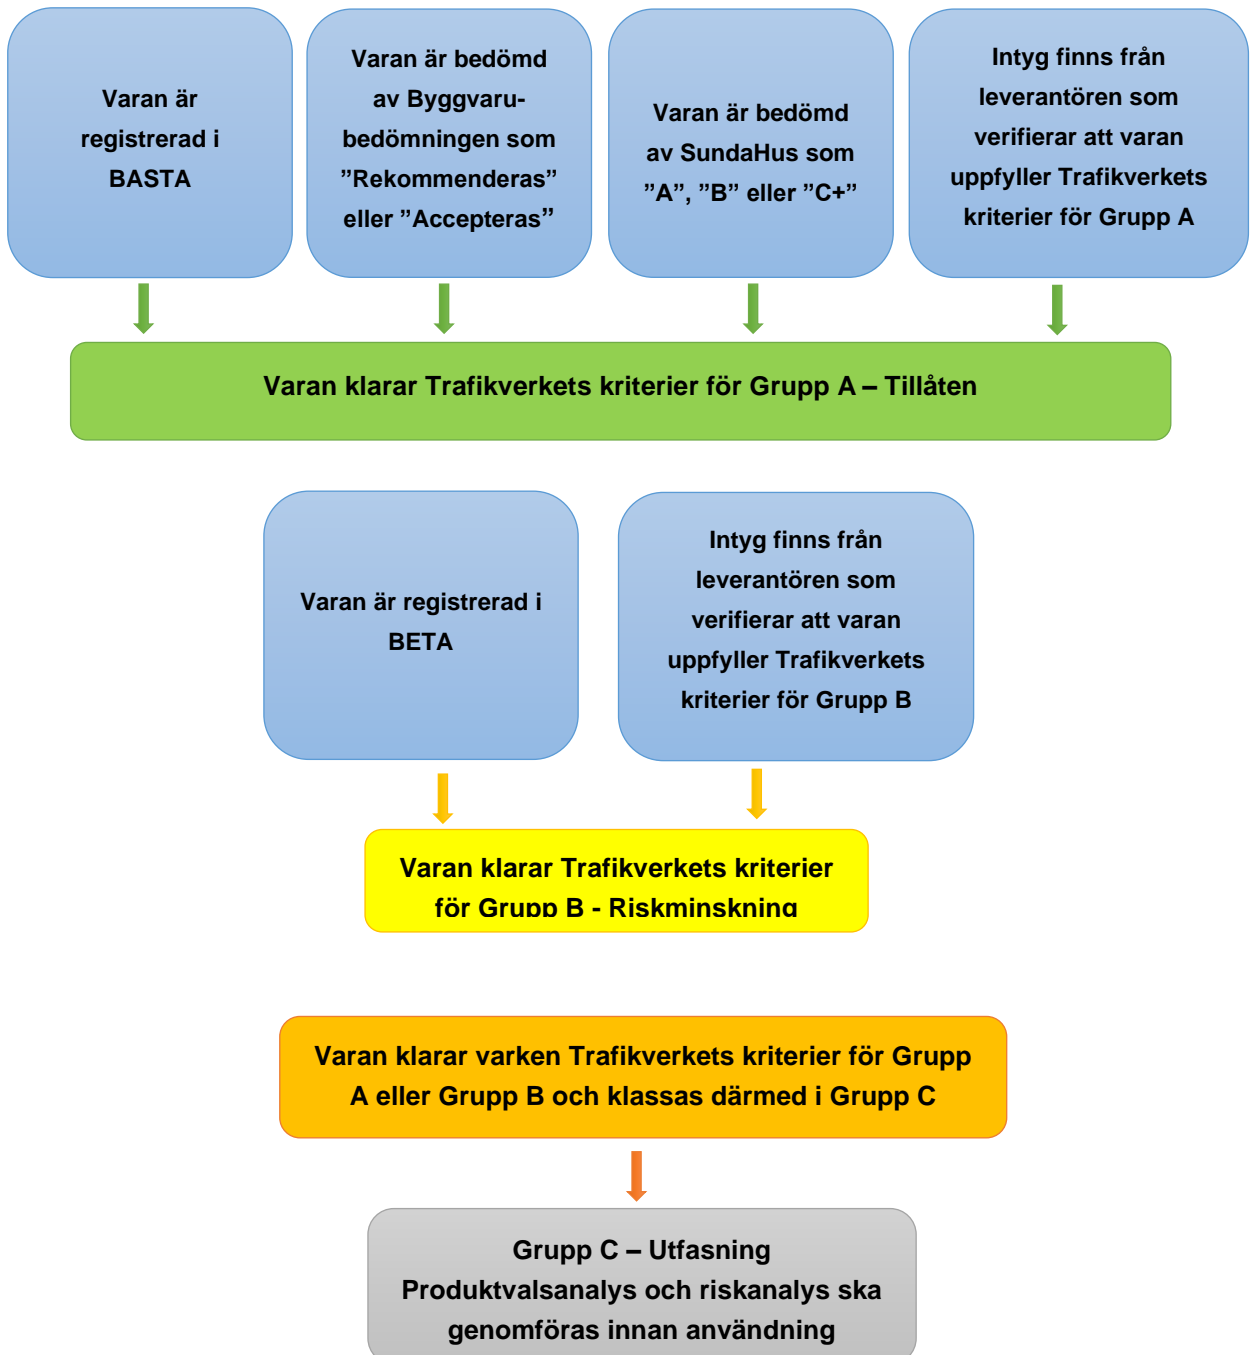 Varan är
registrerad i
BASTA
Varan är bedömd
av Byggvaru-
bedömningen som
”Rekommenderas”
eller ”Accepteras”
Varan är bedömd
av SundaHus som
”A”, ”B” eller ”C+”
Intyg finns från
leverantören som
verifierar att varan
uppfyller Trafikverkets
kriterier för Grupp A
Varan klarar Trafikverkets kriterier för Grupp A – Tillåten
Varan är registrerad i
BETA
Intyg finns från
leverantören som
verifierar att varan
uppfyller Trafikverkets
kriterier för Grupp B
Varan klarar Trafikverkets kriterier
för Grupp B - Riskminskning
Varan klarar varken Trafikverkets kriterier för Grupp
A eller Grupp B och klassas därmed i Grupp C
Grupp C – Utfasning
Produktvalsanalys och riskanalys ska
genomföras innan användning